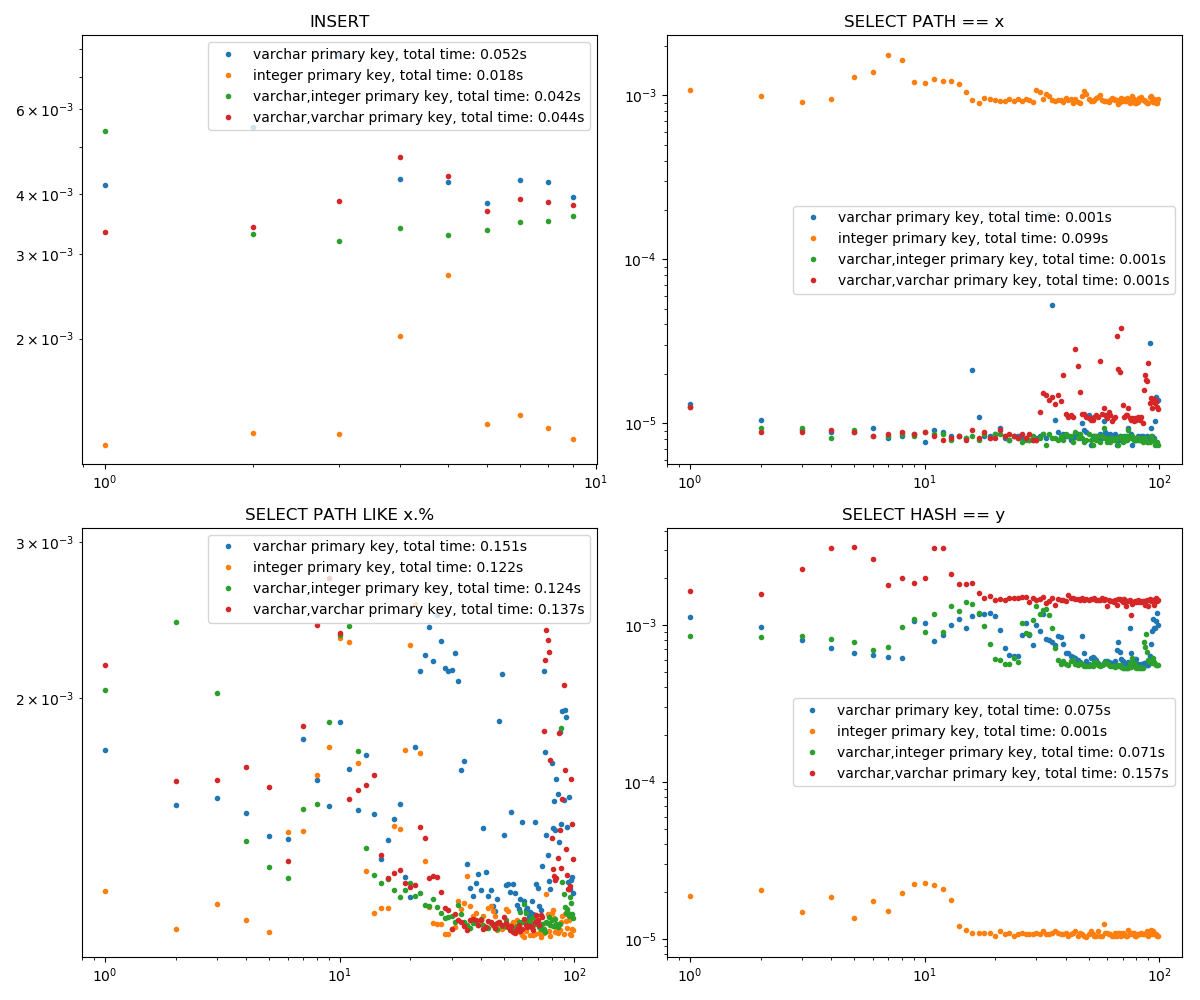 INSERT
varchar primary key, total time: 0.052s
integer primary key, total time: 0.018s
varchar,integer primary key, total time: 0.042s
varchar,varchar primary key, total time: 0.044s
6 × 10⁻³
4 × 10⁻³
3 × 10⁻³
2 × 10⁻³
10⁰
10¹
SELECT PATH == x
varchar primary key, total time: 0.001s
integer primary key, total time: 0.099s
varchar,integer primary key, total time: 0.001s
varchar,varchar primary key, total time: 0.001s
10⁻³
10⁻⁴
10⁻⁵
10⁰
10¹
10²
SELECT PATH LIKE x.%
varchar primary key, total time: 0.151s
integer primary key, total time: 0.122s
varchar,integer primary key, total time: 0.124s
varchar,varchar primary key, total time: 0.137s
3 × 10⁻³
2 × 10⁻³
10⁰
10¹
10²
SELECT HASH == y
varchar primary key, total time: 0.075s
integer primary key, total time: 0.001s
varchar,integer primary key, total time: 0.071s
varchar,varchar primary key, total time: 0.157s
10⁻³
10⁻⁴
10⁻⁵
10⁰
10¹
10²